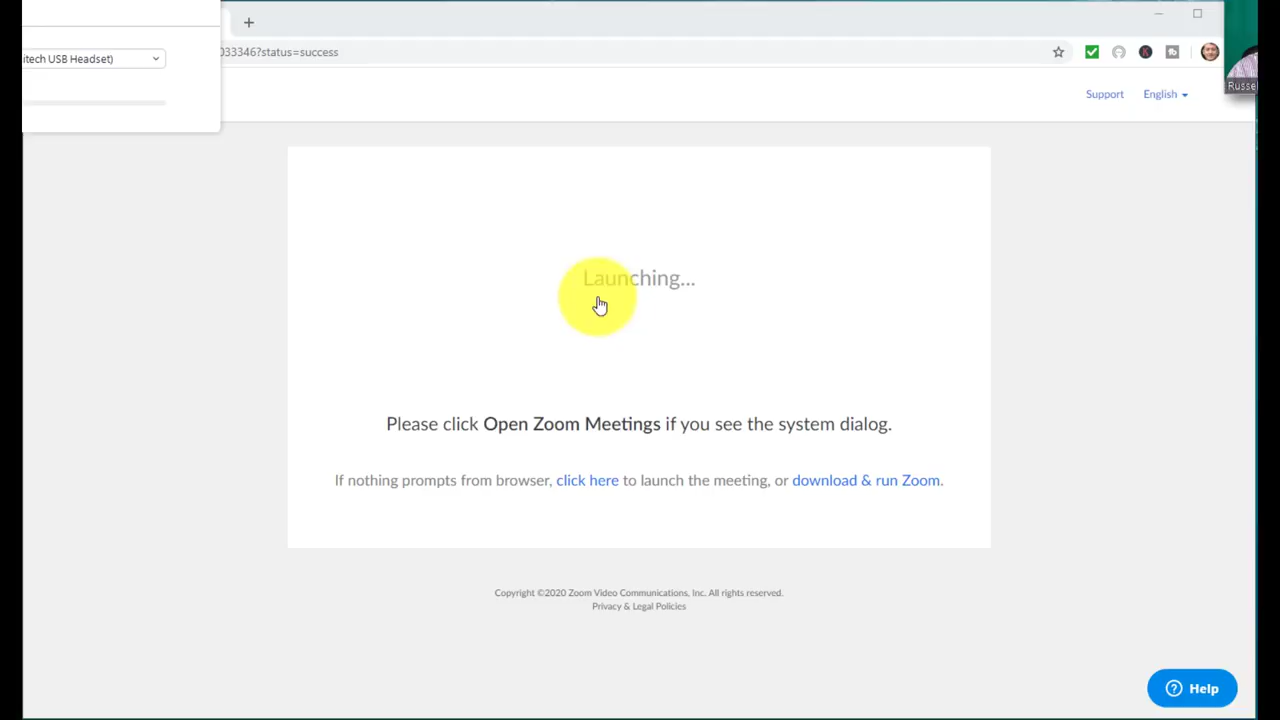 itech USB Headset)
033346?status=success
Support English
Russel
Launching...
Please click Open Zoom Meetings if you see the system dialog.
If nothing prompts from browser, click here to launch the meeting, or download & run Zoom.
Copyright ©2020 Zoom Video Communications, Inc. All rights reserved.
Privacy & Legal Policies
Help